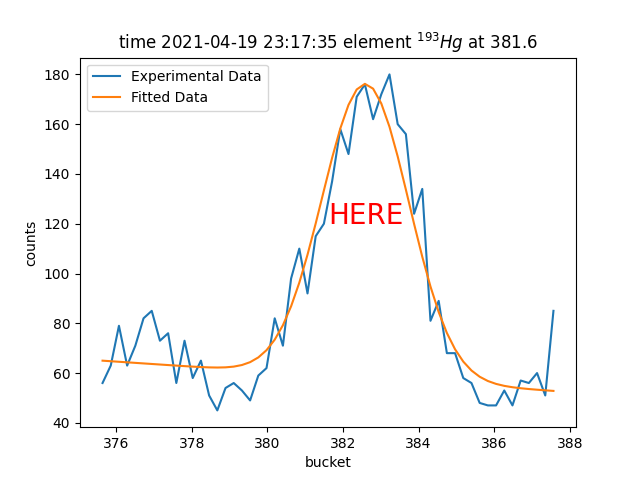 time 2021-04-19 23:17:35 element ¹⁹³Hg at 381.6
Experimental Data
Fitted Data
180
160
140
120
100
80
60
40
counts
HERE
376 378 380 382 384 386 388
bucket